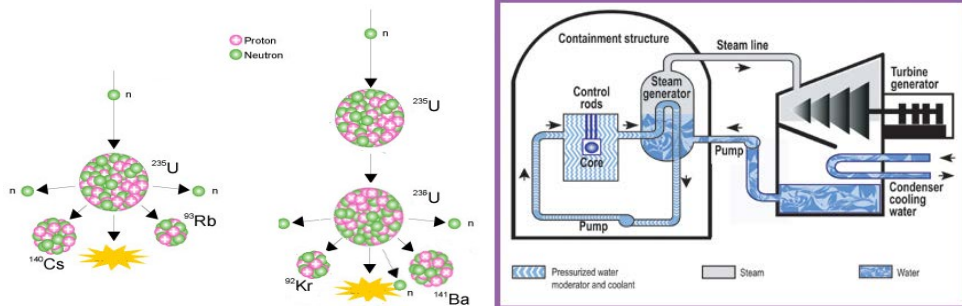 n
235U
n
n
93Rb
140Cs
Proton
Neutron
n
235U
236U
n
92Kr
n
141Ba
Containment structure
Steam line
Steam
generator
Control
rods
Core
Pump
Pump
Turbine
generator
Condenser
cooling
water
Pressurized water
moderator and coolant
Steam
Water